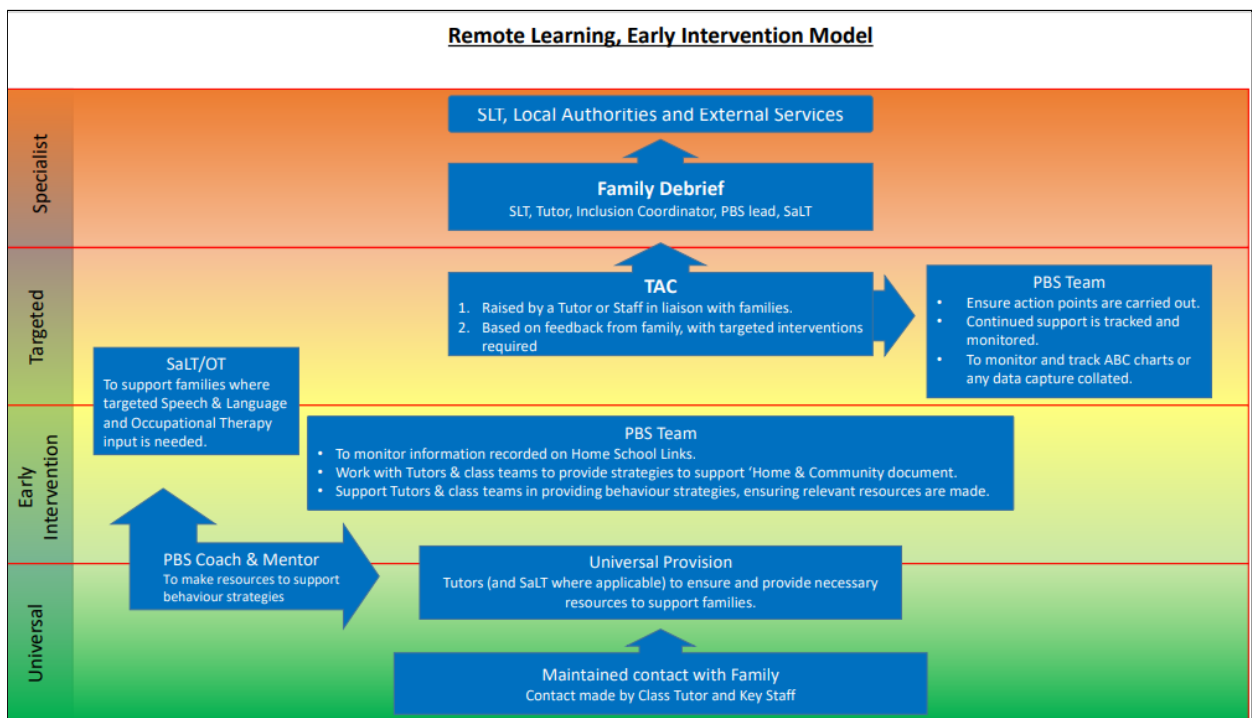 Remote Learning, Early Intervention Model
Specialist
SLT, Local Authorities and External Services
Family Debrief
SLT, Tutor, Inclusion Coordinator, PBS lead, SaLT
Targeted
TAC
1. Raised by a Tutor or Staff in liaison with families.
2. Based on feedback from family, with targeted interventions
required
PBS Team
• Ensure action points are carried out.
• Continued support is tracked and
monitored.
• To monitor and track ABC charts or
any data capture collated.
SaLT/OT
To support families where
targeted Speech & Language
and Occupational Therapy
input is needed.
Early
Intervention
PBS Team
• To monitor information recorded on Home School Links.
• Work with Tutors & class teams to provide strategies to support ‘Home & Community document.
• Support Tutors & class teams in providing behaviour strategies, ensuring relevant resources are made.
PBS Coach & Mentor
To make resources to support
behaviour strategies
Universal Provision
Tutors (and SaLT where applicable) to ensure and provide necessary
resources to support families.
Universal
Maintained contact with Family
Contact made by Class Tutor and Key Staff